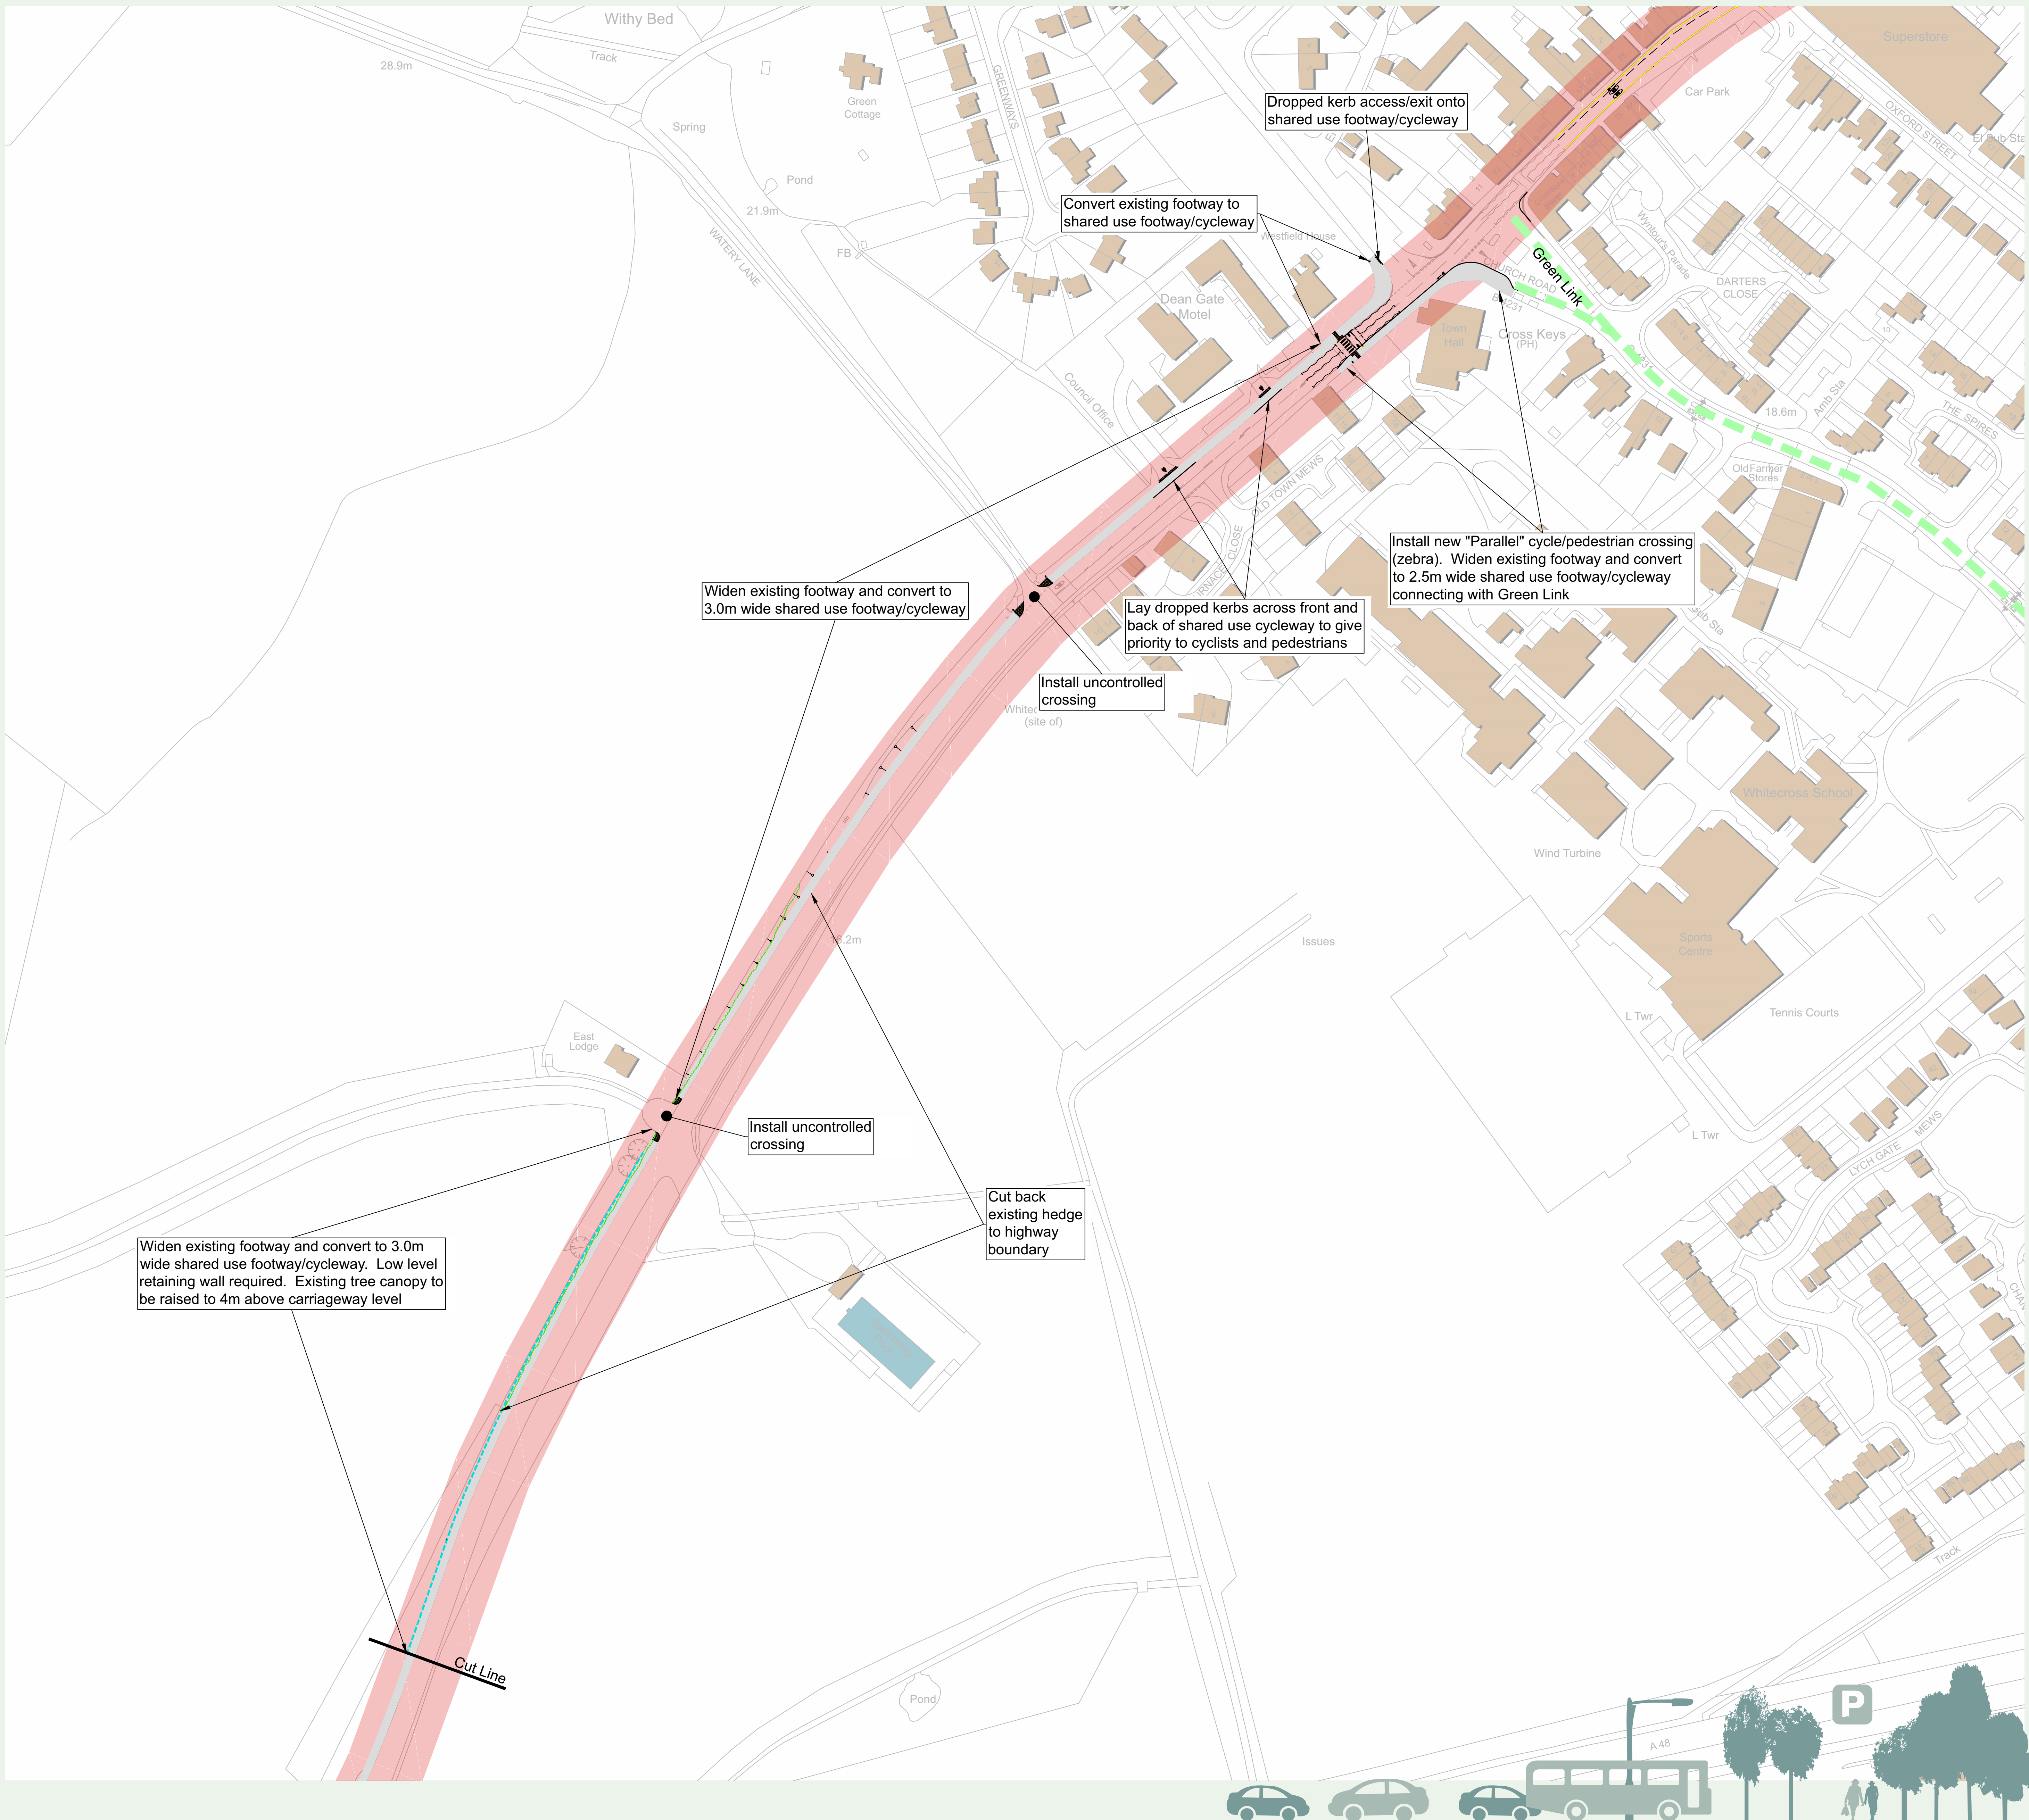 Withy Bed
Track
28.9m
Spring
Pond
21.9m
WATERY LANE
Green
Cottage
GREENWAYS
FB
Superstore
Car Park
OXFORD STREET
El Sub Sta
Dropped kerb access/exit onto
shared use footway/cycleway
Convert existing footway to
shared use footway/cycleway
Westfield House
Dean Gate
Motel
Council Office
Green Link
CHURCH ROAD
B4231
Wyntour's Parade
DARTERS
CLOSE
Town
Hall
Cross Keys
(PH)
B4231
10
18.6m
Amb Sta
THE SPIRES
Old Farmer
Stores
OLD TOWN MEWS
Install new "Parallel" cycle/pedestrian crossing
(zebra). Widen existing footway and convert
to 2.5m wide shared use footway/cycleway
connecting with Green Link
Widen existing footway and convert to
3.0m wide shared use footway/cycleway
Lay dropped kerbs across front and
back of shared use cycleway to give
priority to cyclists and pedestrians
URNACE CLOSE
Sub Sta
Install uncontrolled
crossing
(site of)
Whitecross School
Wind Turbine
16.2m
Issues
Sports
Centre
Tennis Courts
L Twr
L Twr
East
Lodge
Install uncontrolled
crossing
LYCH GATE MEWS
Cut back
existing hedge
to highway
boundary
Widen existing footway and convert to 3.0m
wide shared use footway/cycleway. Low level
retaining wall required. Existing tree canopy to
be raised to 4m above carriageway level
CHAN
Track
Cut Line
Pond
A 48
P